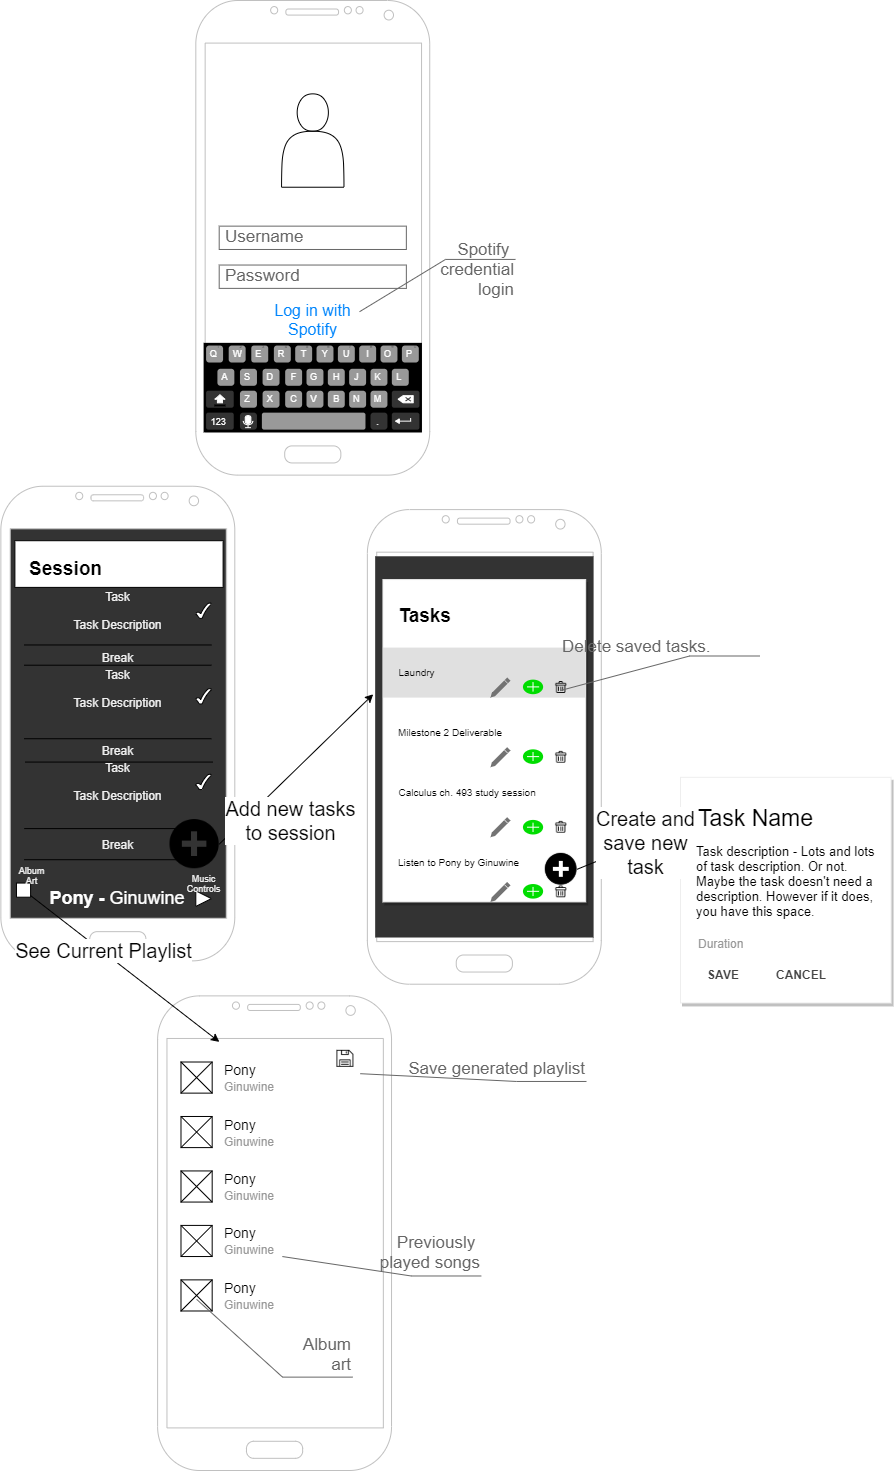 Username
Password
Log in with
Spotify
Spotify
credential
login
Q W E R T Y U I O P
A S D F G H J K L
Z X C V B N M
123 .
Session
Task
Task Description
Break
Task
Task Description
Break
Task
Task Description
Break
Album
Art
Pony - Ginuwine
Music
Controls
Add new tasks
to session
See Current Playlist
Tasks
Laundry
Delete saved tasks.
Milestone 2 Deliverable
Calculus ch. 493 study session
Listen to Pony by Ginuwine
Create and
save new
task
Task Name
Task description - Lots and lots
of task description. Or not.
Maybe the task doesn't need a
description. However if it does,
you have this space.
Duration
SAVE CANCEL
Pony
Ginuwine
Save generated playlist
Pony
Ginuwine
Pony
Ginuwine
Pony
Ginuwine
Previously
played songs
Pony
Ginuwine
Album
art